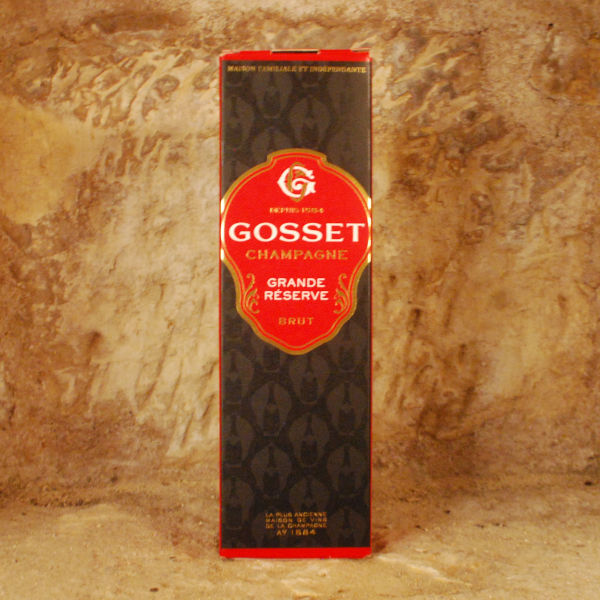 MAISON FAMILIALE ET INDÉPENDANTE
G
DEPUIS 1584
GOSSET
CHAMPAGNE
GRANDE
RÉSERVE
BRUT
LA PLUS ANCIENNE
MAISON DE VINS
DE LA CHAMPAGNE
AY 1584